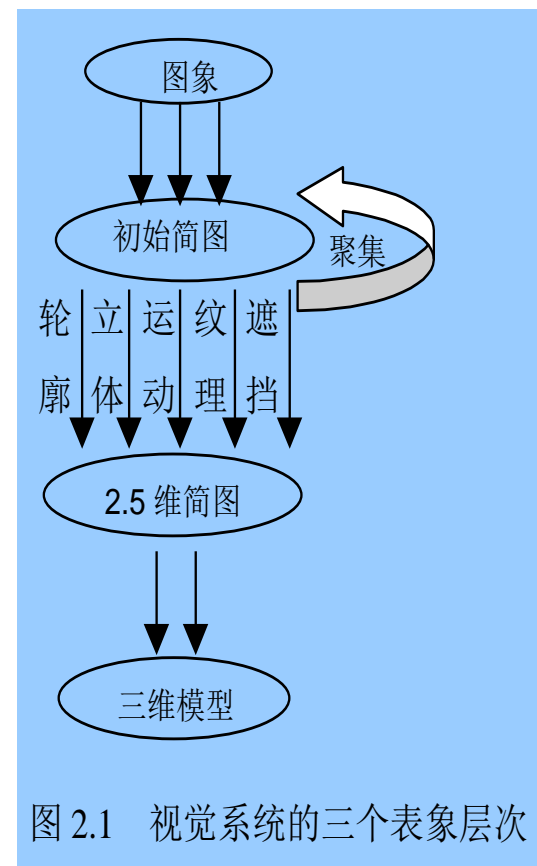 图象
初始简图
聚集
轮廓
立体
运动
纹理
遮挡
2.5 维简图
三维模型
图 2.1 视觉系统的三个表象层次